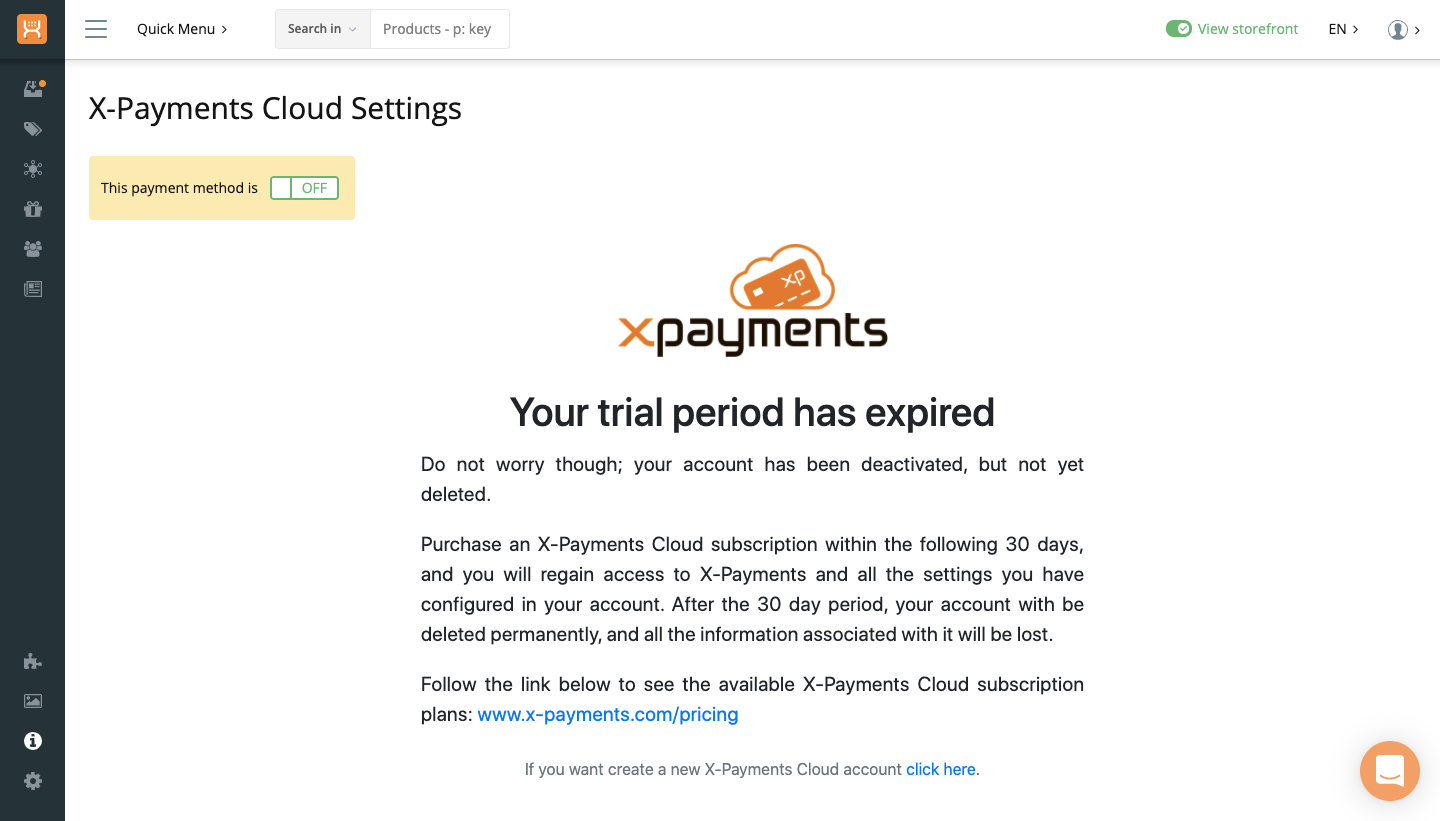 Quick Menu
Search in
Products - p: key
View storefront
EN
X-Payments Cloud Settings
This payment method is OFF
xp
xpayments
Your trial period has expired
Do not worry though; your account has been deactivated, but not yet
deleted.
Purchase an X-Payments Cloud subscription within the following 30 days,
and you will regain access to X-Payments and all the settings you have
configured in your account. After the 30 day period, your account with be
deleted permanently, and all the information associated with it will be lost.
Follow the link below to see the available X-Payments Cloud subscription
plans: www.x-payments.com/pricing
If you want create a new X-Payments Cloud account click here.